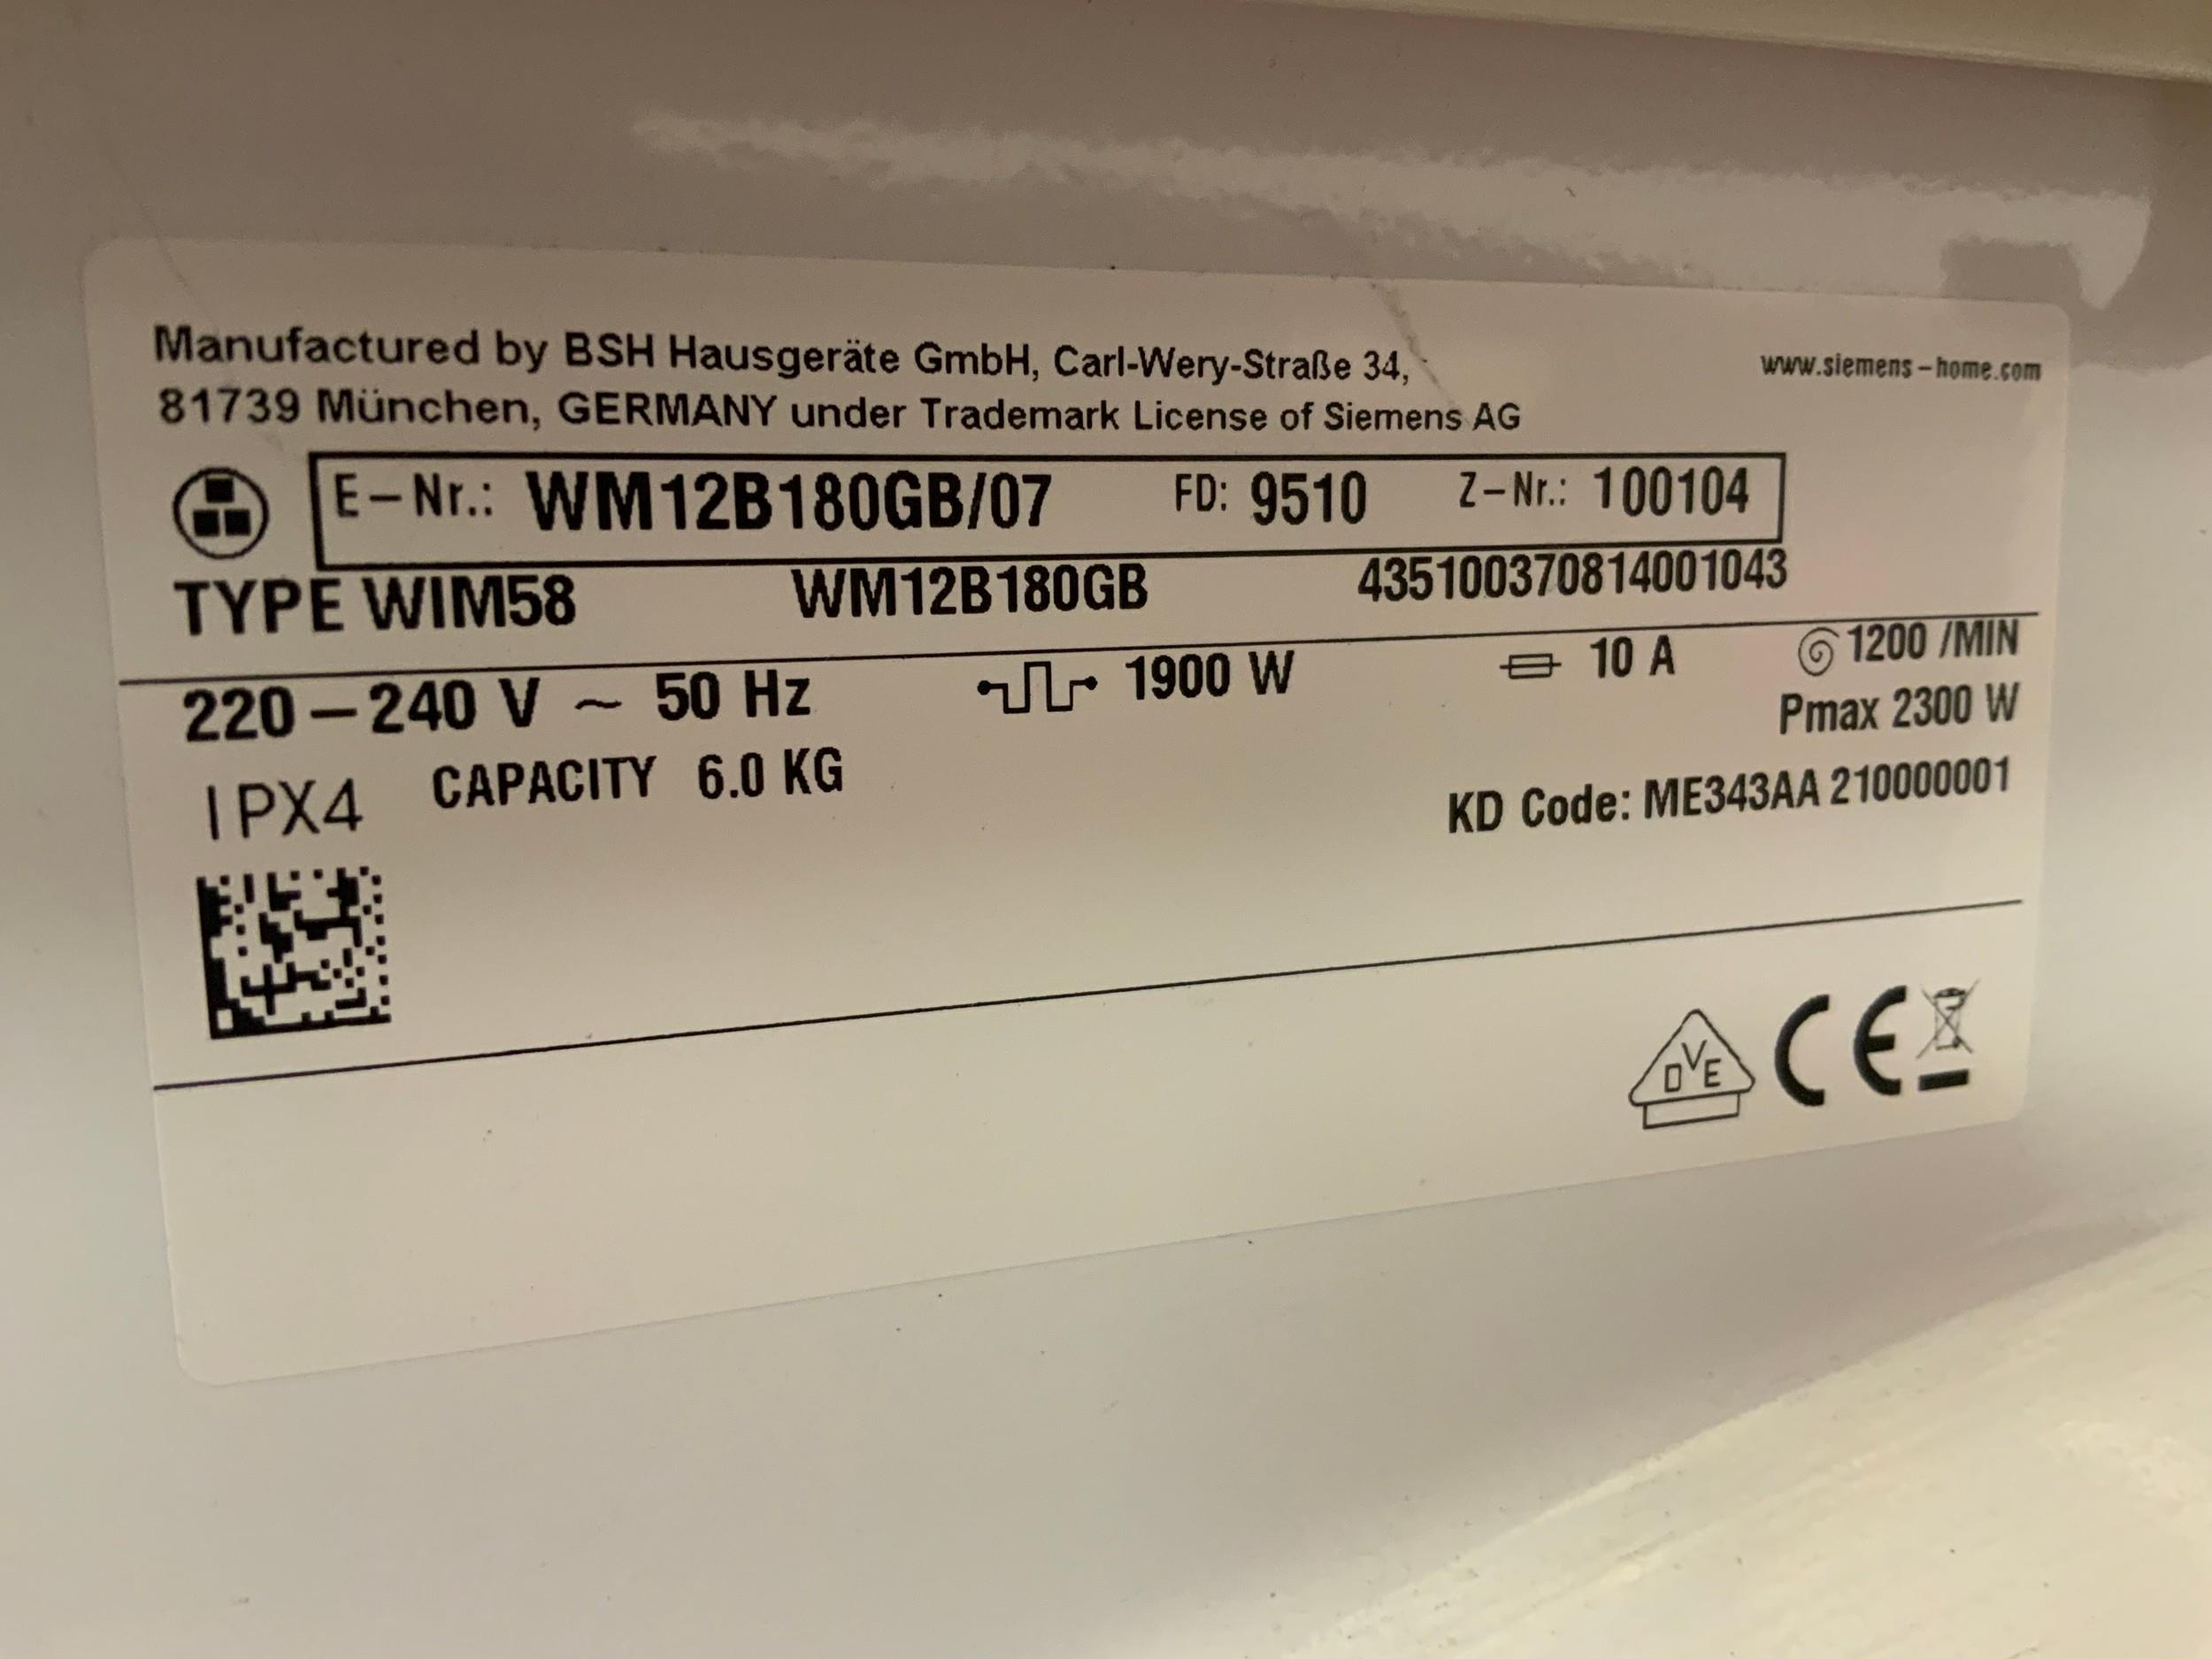 Manufactured by BSH Hausgeräte GmbH, Carl-Wery-Straße 34,
www.siemens-home.com
81739 München, GERMANY under Trademark License of Siemens AG
E-Nr.: WM12B180GB/07 FD: 9510 Z-Nr.: 100104
TYPE WIM58 WM12B180GB 435100370814001043
220-240 V ~ 50 Hz 1900 W 10 A 1200 /MIN
Pmax 2300 W
IPX4 CAPACITY 6.0 KG
KD Code: ME343AA 210000001
DVE CE